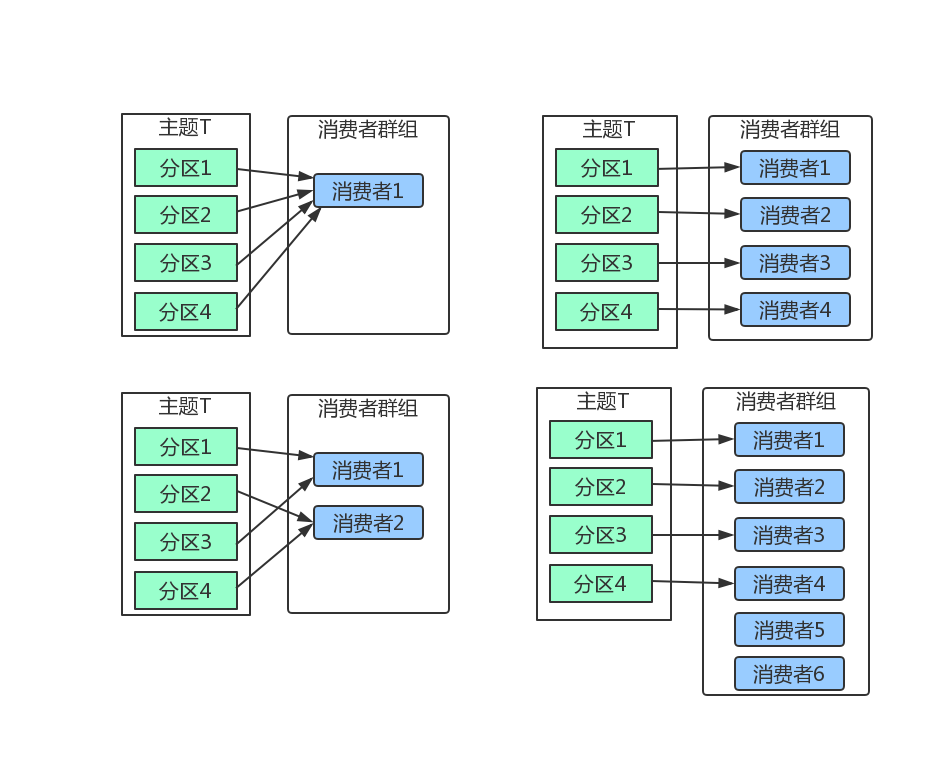 主题T
分区1
分区2
分区3
分区4
消费者群组
消费者1
主题T
分区1
分区2
分区3
分区4
消费者群组
消费者1
消费者2
消费者3
消费者4
主题T
分区1
分区2
分区3
分区4
消费者群组
消费者1
消费者2
主题T
分区1
分区2
分区3
分区4
消费者群组
消费者1
消费者2
消费者3
消费者4
消费者5
消费者6